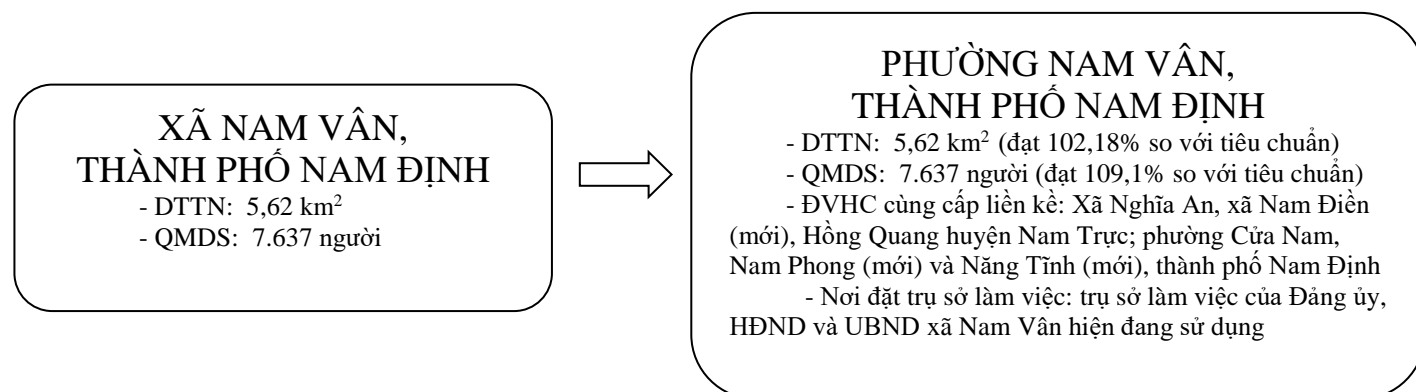 XÃ NAM VÂN,
THÀNH PHỐ NAM ĐỊNH
- DTTN: 5,62 km²
- QMDS: 7.637 người
PHƯỜNG NAM VÂN,
THÀNH PHỐ NAM ĐỊNH
- DTTN: 5,62 km² (đạt 102,18% so với tiêu chuẩn)
- QMDS: 7.637 người (đạt 109,1% so với tiêu chuẩn)
- ĐVHC cùng cấp liền kề: Xã Nghĩa An, xã Nam Điền
(mới), Hồng Quang huyện Nam Trực; phường Cửa Nam,
Nam Phong (mới) và Năng Tĩnh (mới), thành phố Nam Định
- Nơi đặt trụ sở làm việc: trụ sở làm việc của Đảng ủy,
HĐND và UBND xã Nam Vân hiện đang sử dụng